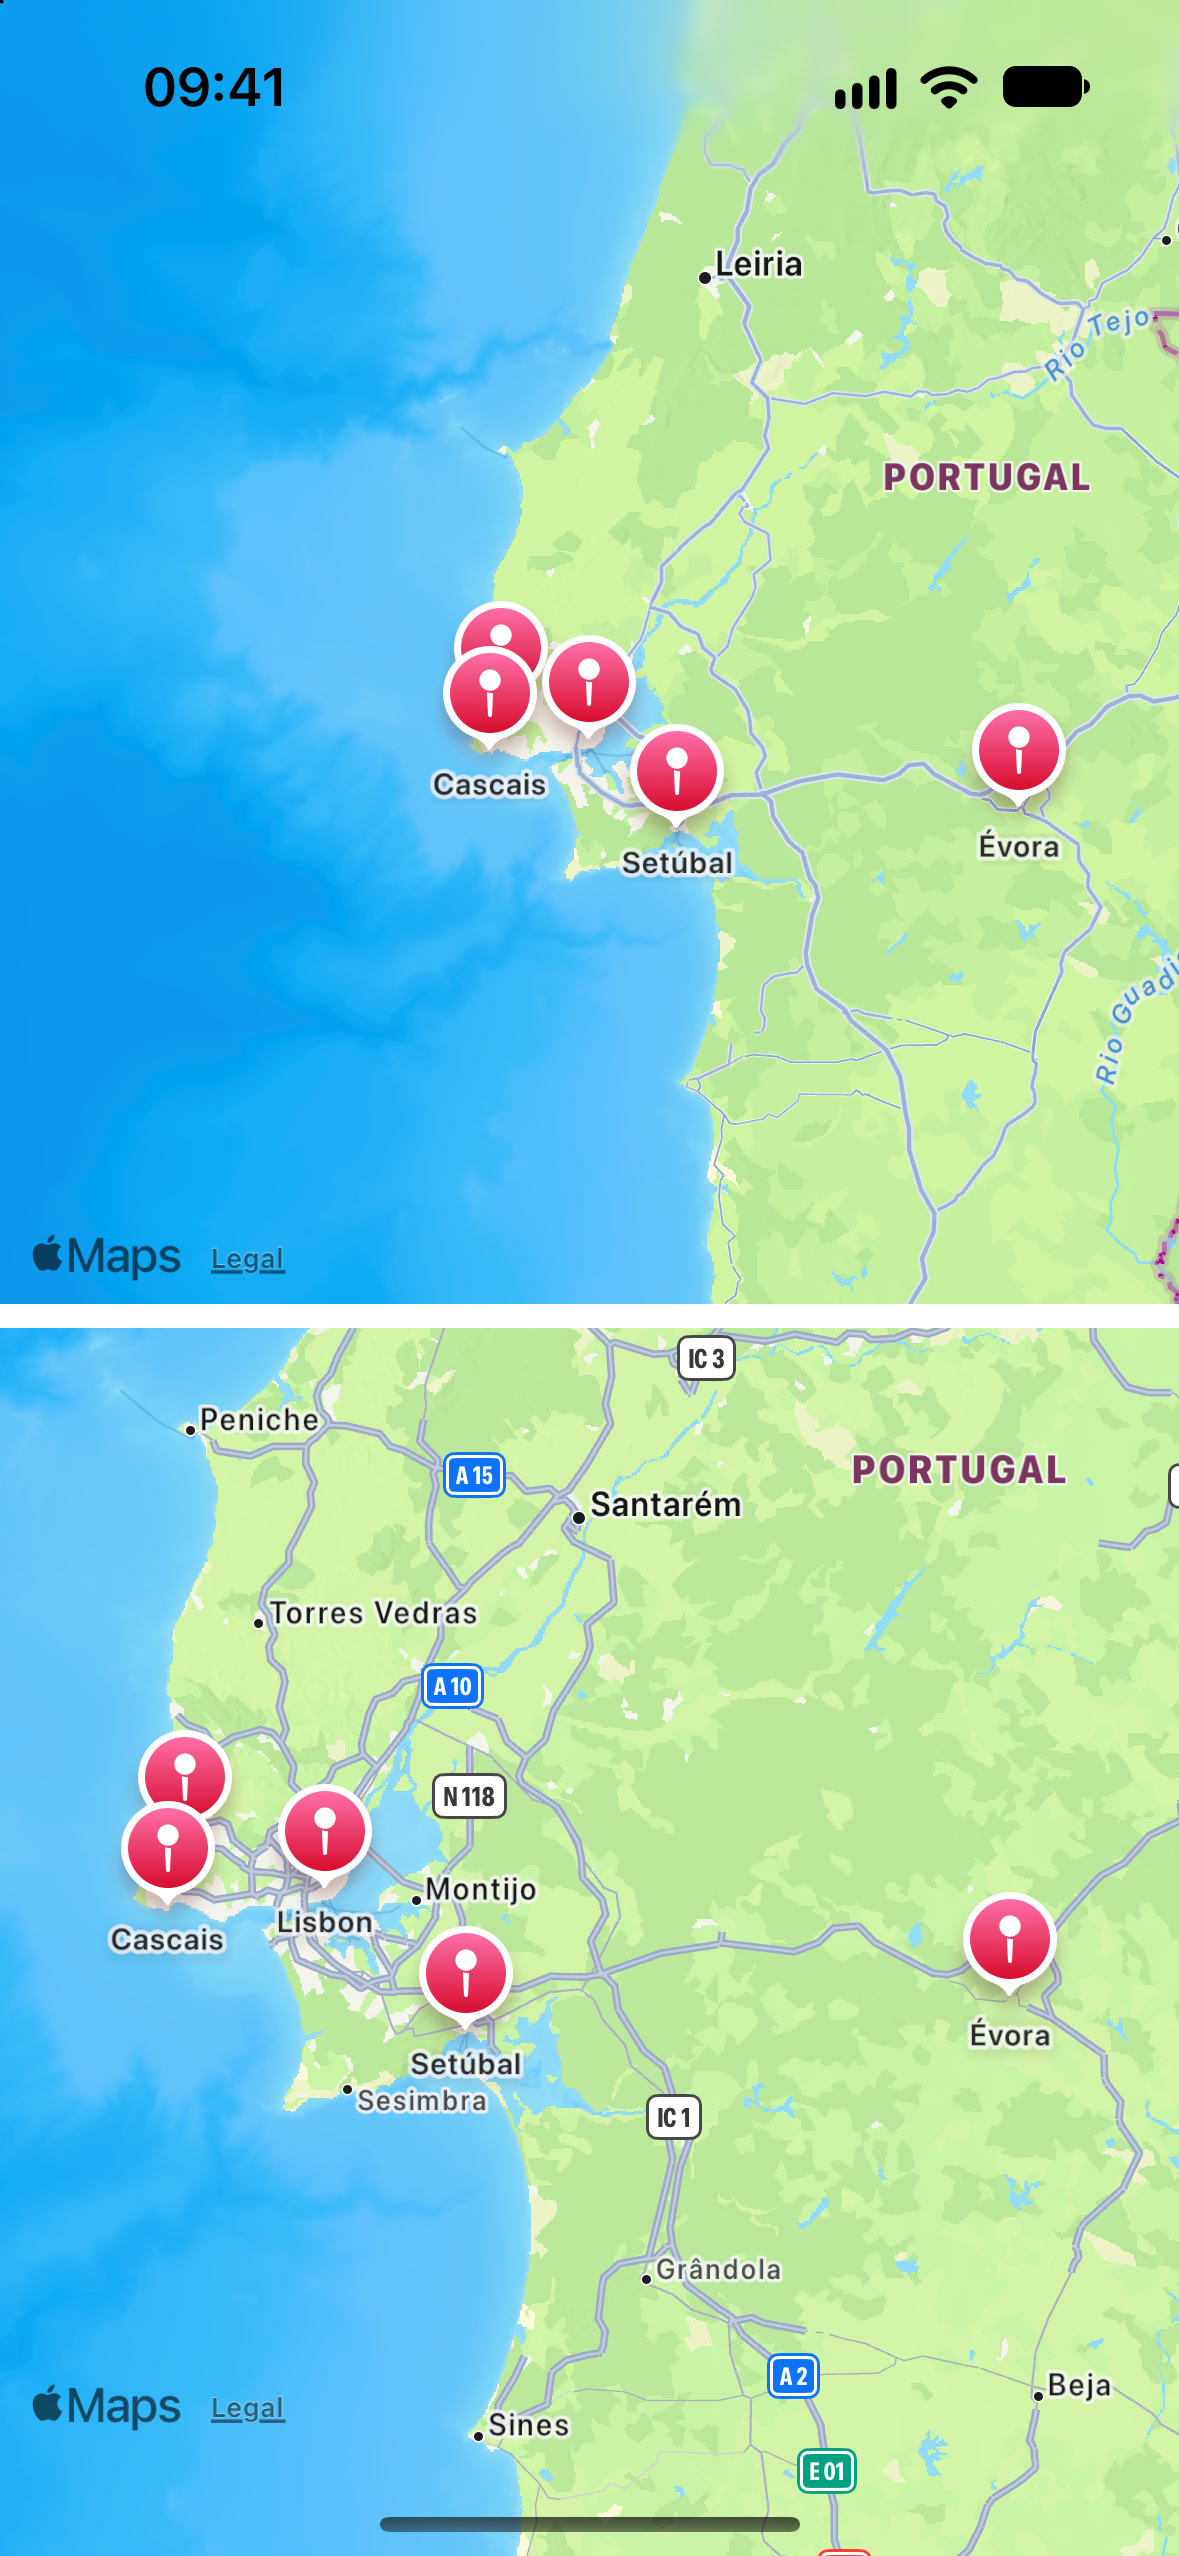 09:41
Leiria
Rio Tejo
PORTUGAL
Cascais
Setúbal
Évora
Rio
Maps Legal
IC 3
Peniche
PORTUGAL
A 15
Santarém
Torres Vedras
A 10
N 118
Montijo
Lisbon
Cascais
Évora
Setúbal
Sesimbra
IC 1
Grândola
A 2
Beja
Maps Legal
Sines
E 01